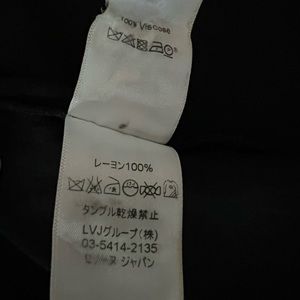 100% Viscose
レーヨン100%
タンブル乾燥禁止
LVJグループ(株)
03-5414-2135
セリーヌ ジャパン